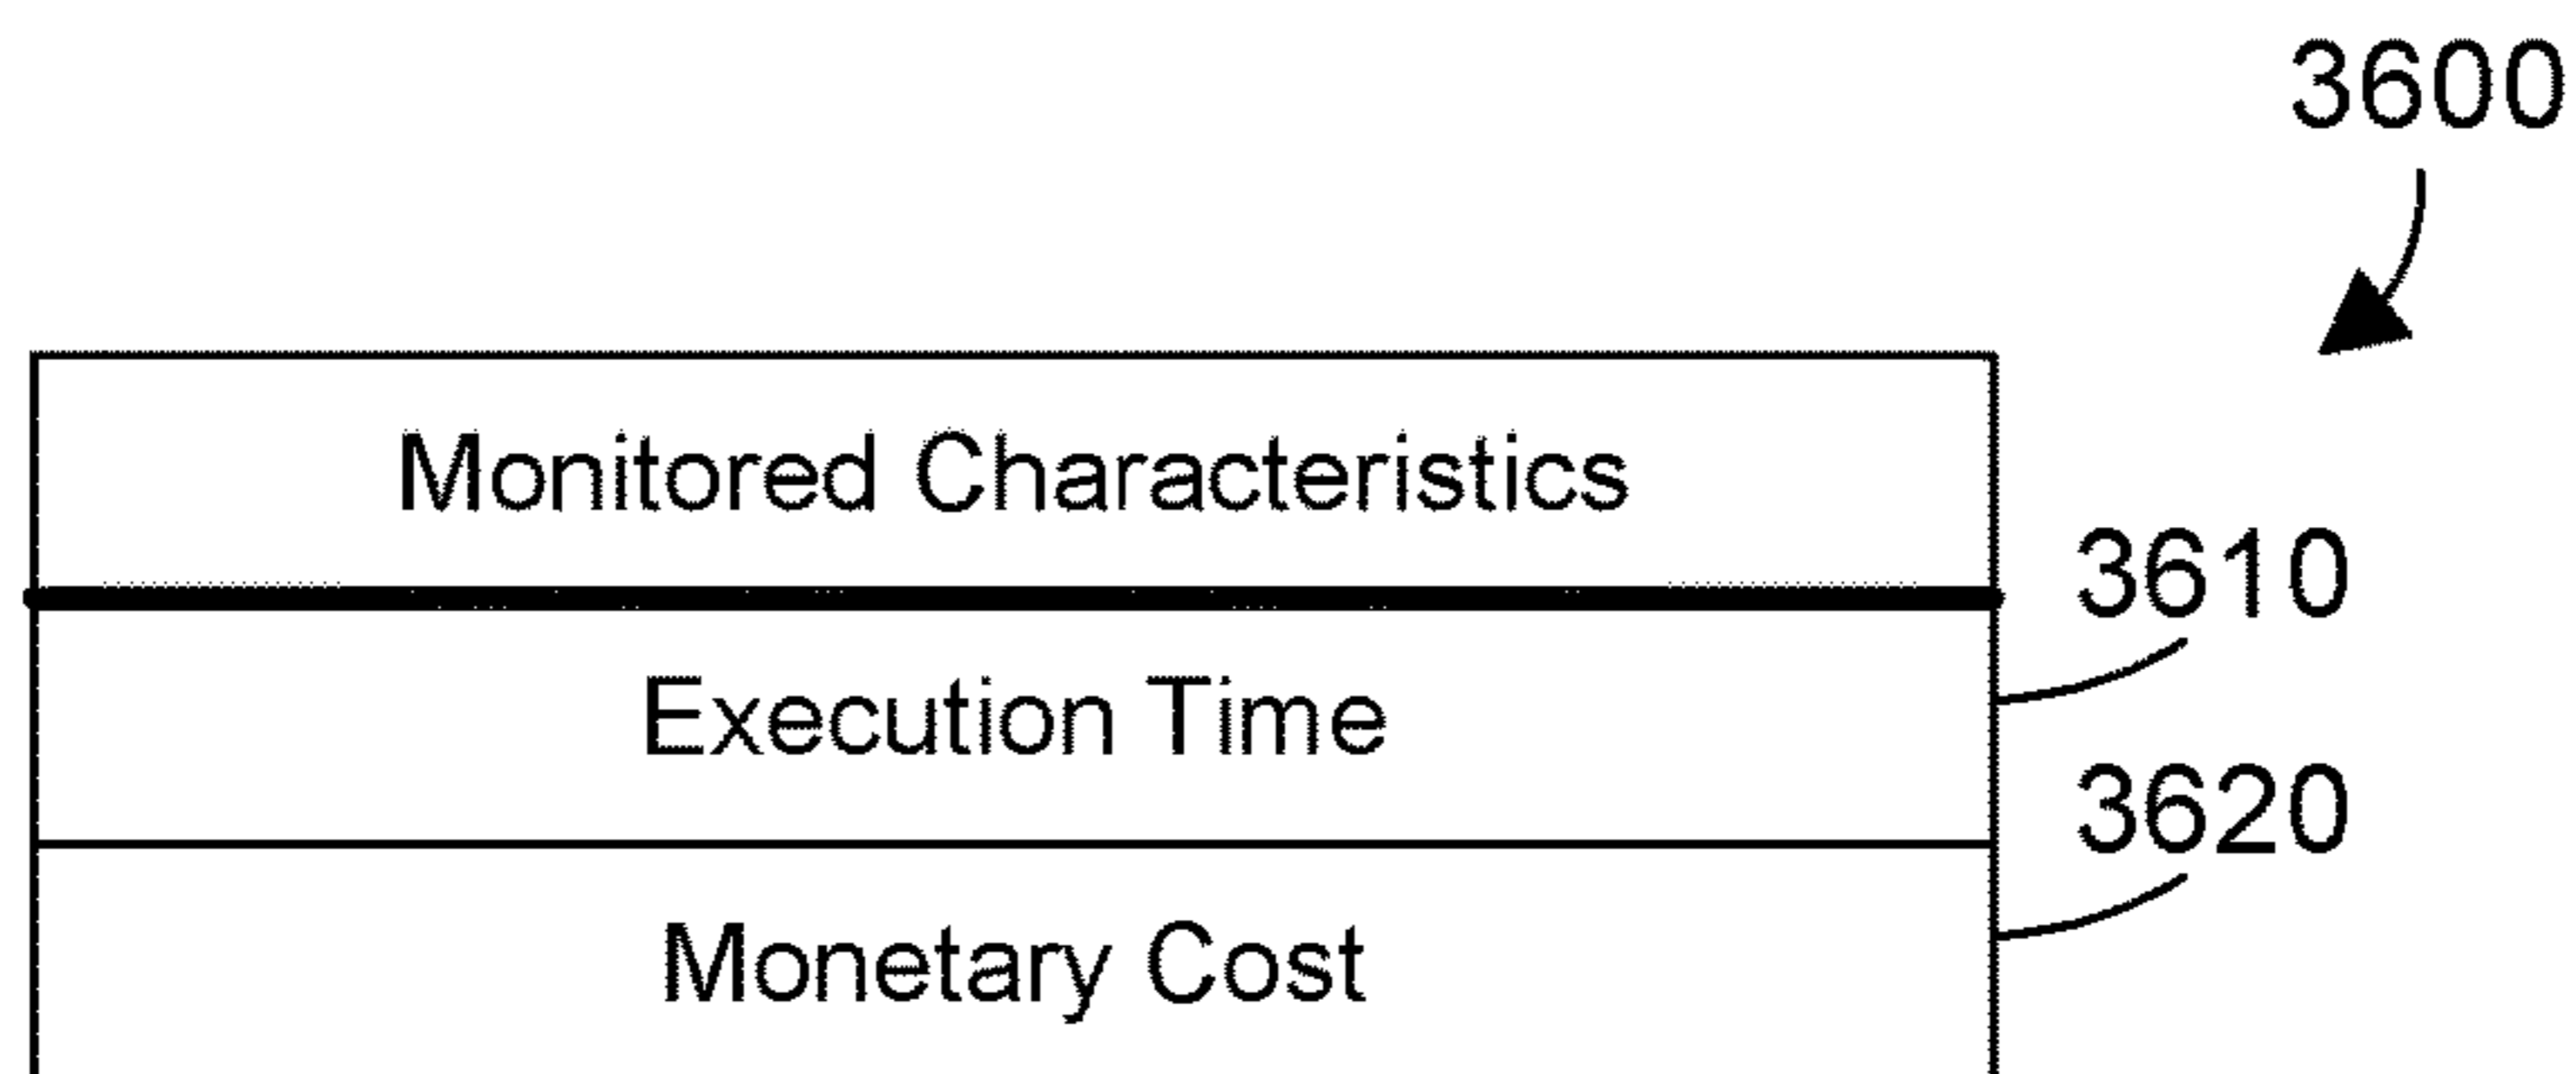 3600
Monitored Characteristics
3610
Execution Time
3620
Monetary Cost